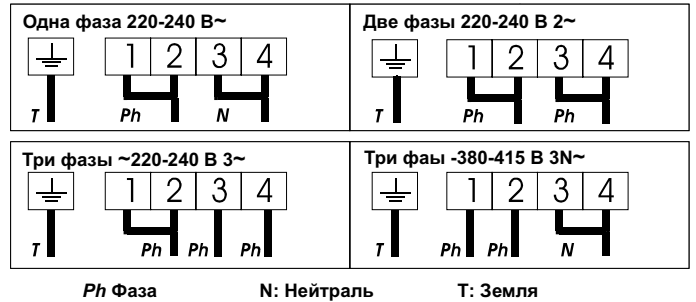 Одна фаза 220-240 В~
1 2 3 4
T Ph N
Две фазы 220-240 В 2~
1 2 3 4
T Ph Ph
Три фазы ~220-240 В 3~
1 2 3 4
T Ph Ph Ph
Три фаы -380-415 В 3N~
1 2 3 4
T Ph Ph N
Ph Фаза N: Нейтраль T: Земля